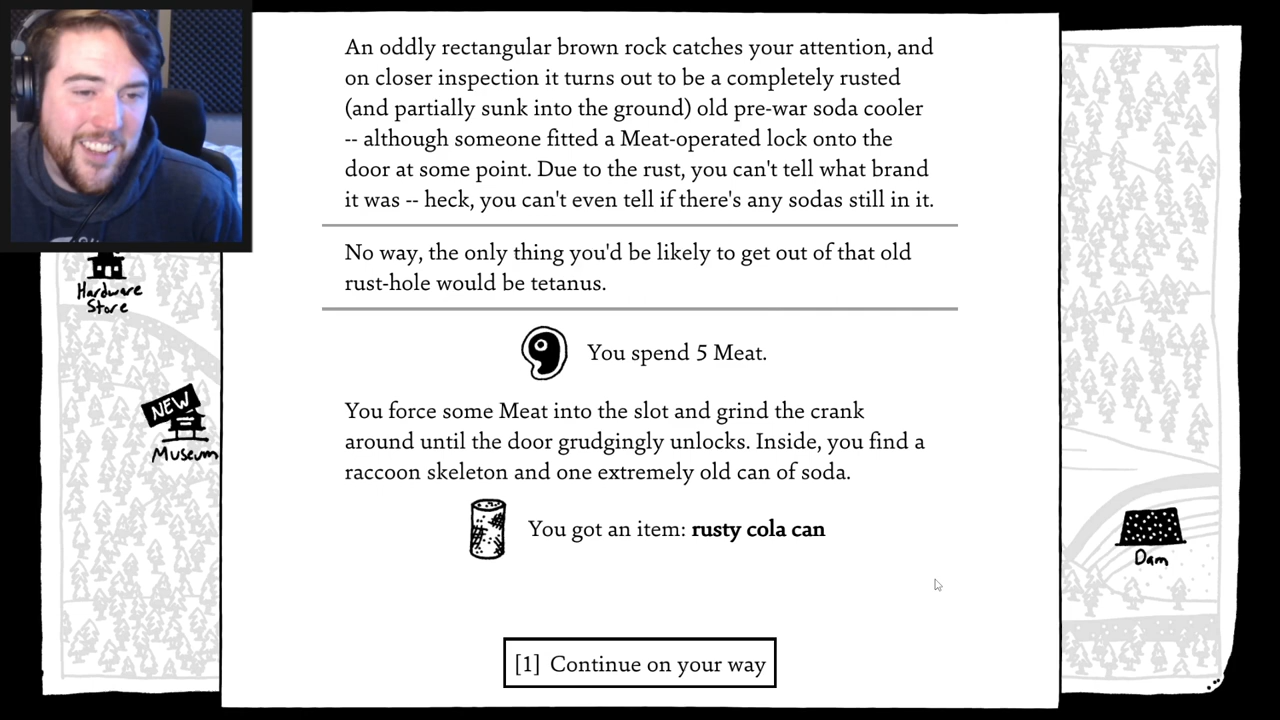 An oddly rectangular brown rock catches your attention, and
on closer inspection it turns out to be a completely rusted
(and partially sunk into the ground) old pre-war soda cooler
-- although someone fitted a Meat-operated lock onto the
door at some point. Due to the rust, you can't tell what brand
it was -- heck, you can't even tell if there's any sodas still in it.
No way, the only thing you'd be likely to get out of that old
rust-hole would be tetanus.
You spend 5 Meat.
You force some Meat into the slot and grind the crank
around until the door grudgingly unlocks. Inside, you find a
raccoon skeleton and one extremely old can of soda.
You got an item: rusty cola can
[1] Continue on your way
Hardware
Store
NEW
Museum
Dam